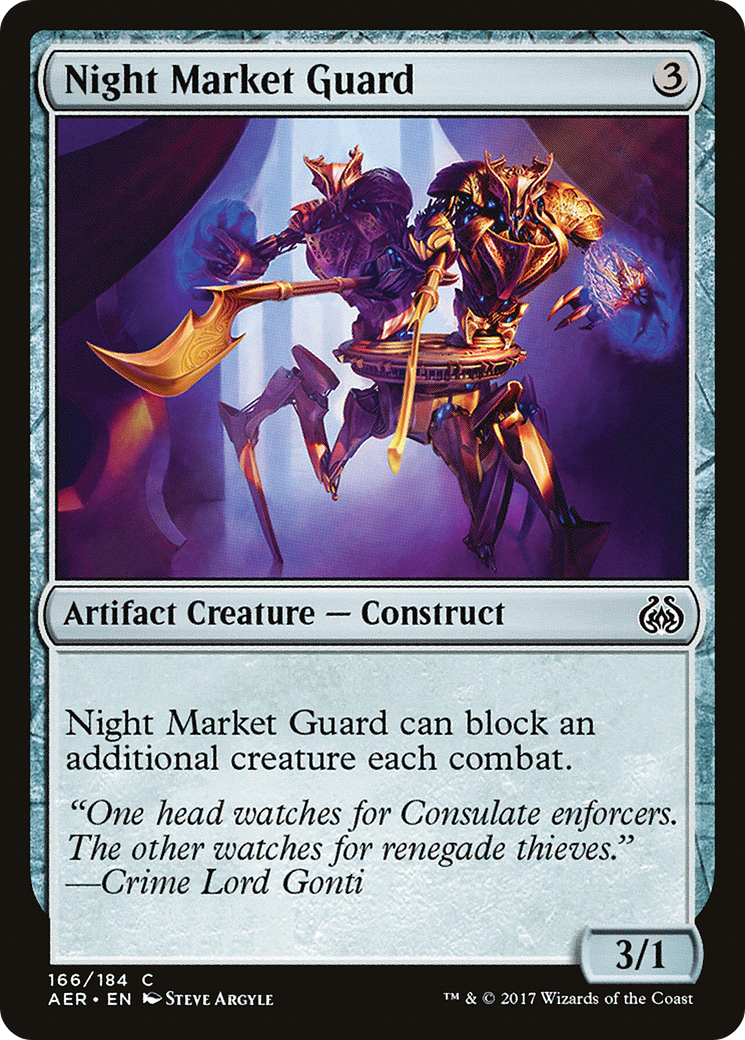 Night Market Guard 3
Artifact Creature — Construct
Night Market Guard can block an
additional creature each combat.
“One head watches for Consulate enforcers.
The other watches for renegade thieves.”
—Crime Lord Gonti
3/1
166/184 C
AER • EN Steve Argyle
™ & © 2017 Wizards of the Coast